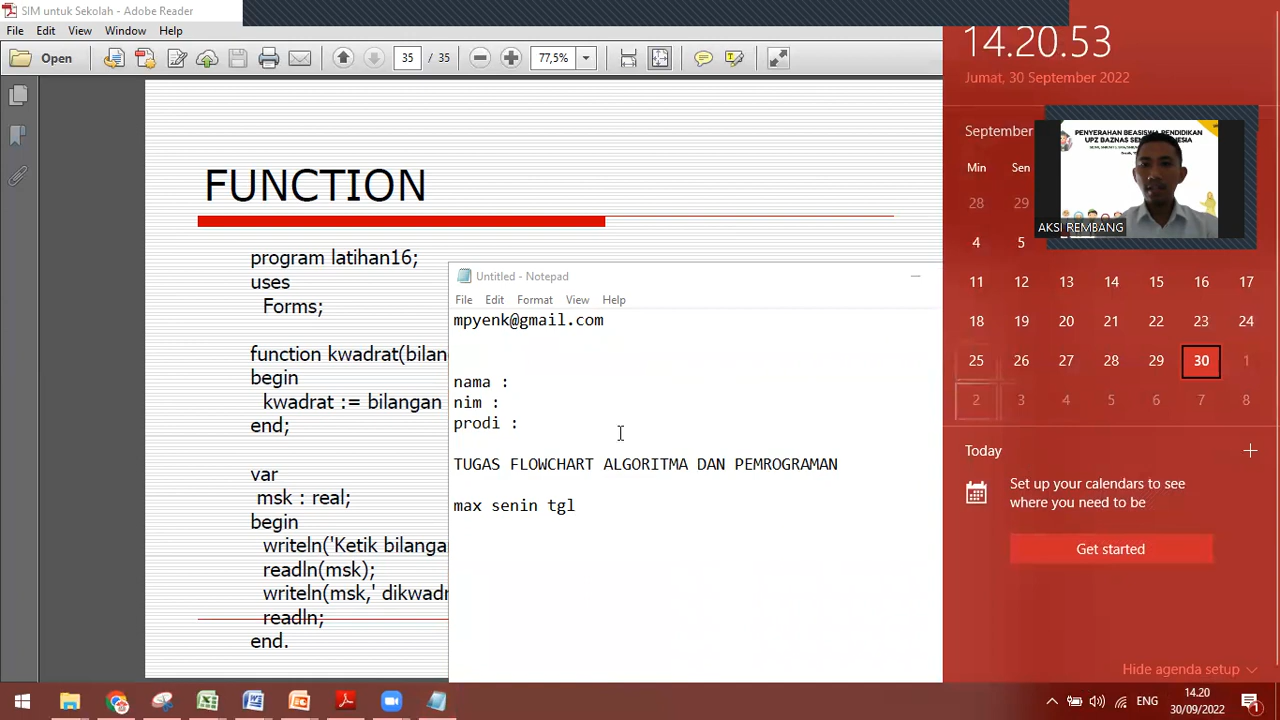 SIM untuk Sekolah - Adobe Reader
File Edit View Window Help
Open
35 / 35
77,5%
FUNCTION
program latihan16;
uses
Forms;
function kwadrat(bilan
begin
kwadrat := bilangan
end;
var
msk : real;
begin
writeln('Ketik bilanga
readln(msk);
writeln(msk,' dikwadr
readln;
end.
Untitled - Notepad
File Edit Format View Help
mpyenk@gmail.com
nama :
nim :
prodi :
TUGAS FLOWCHART ALGORITMA DAN PEMROGRAMAN
max senin tgl
14.20.53
Jumat, 30 September 2022
September
Min Sen
28 29
4 5
11 12 13 14 15 16 17
18 19 20 21 22 23 24
25 26 27 28 29 30 1
2 3 4 5 6 7 8
PENYERAHAN BEASISWA PENDIDIKAN
AKSI REMBANG
Today
Set up your calendars to see
where you need to be
Get started
Hide agenda setup
ENG
14.20
30/09/2022
1